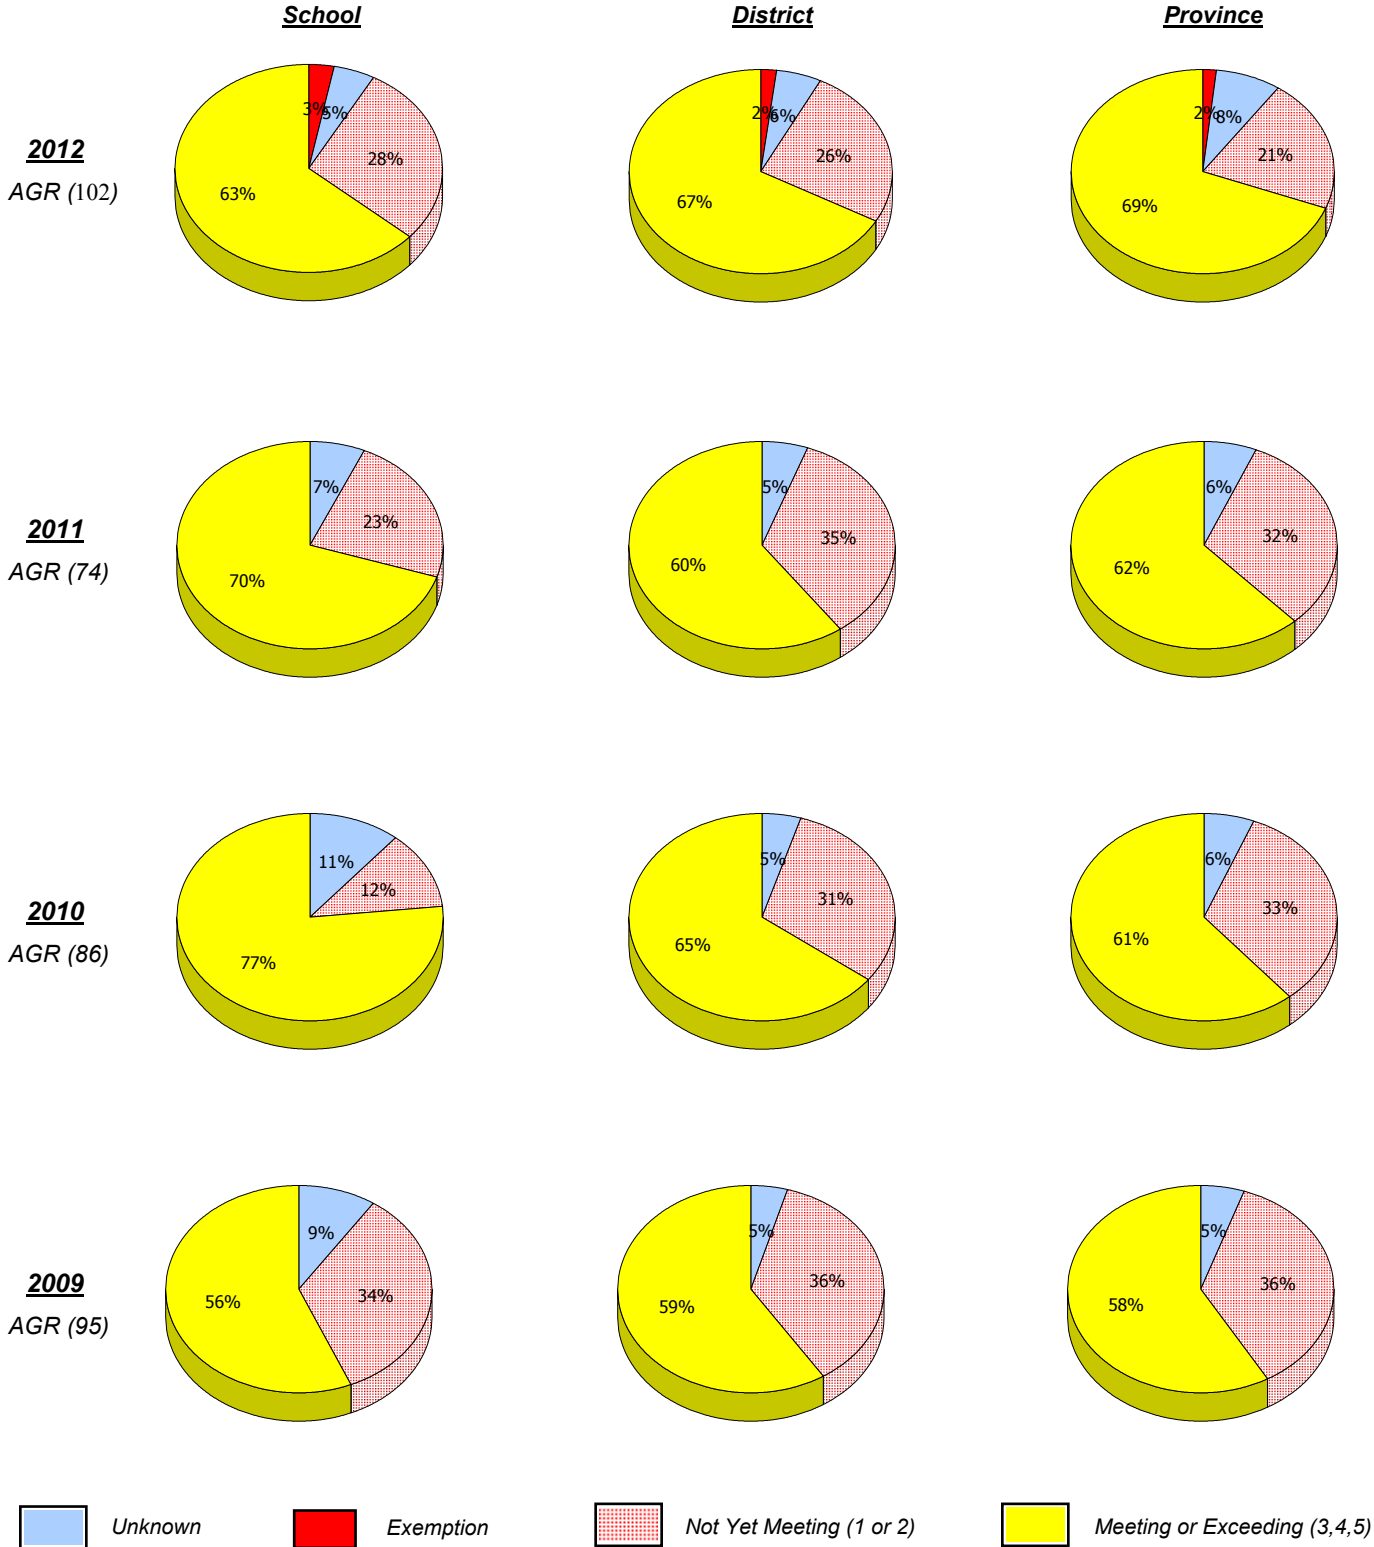 School District Province
2012
AGR (102)
3% 5% 28% 63%
2% 6% 26% 67%
2% 8% 21% 69%
2011
AGR (74)
7% 23% 70%
5% 35% 60%
6% 32% 62%
2010
AGR (86)
11% 12% 77%
5% 31% 65%
6% 33% 61%
2009
AGR (95)
9% 34% 56%
5% 36% 59%
5% 36% 58%
Unknown Exemption Not Yet Meeting (1 or 2) Meeting or Exceeding (3,4,5)